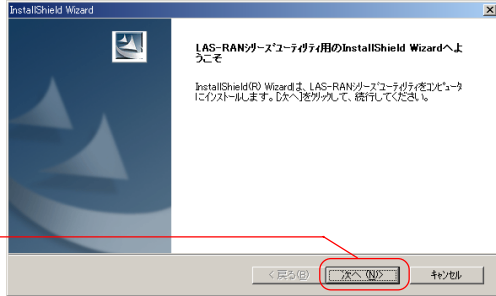 InstallShield Wizard
LAS-RANｼﾘｰｽﾞﾕｰﾃｨﾘﾃｨ用のInstallShield Wizardへよ
うこそ
InstallShield(R) Wizardは、LAS-RANｼﾘｰｽﾞﾕｰﾃｨﾘﾃｨをｺﾝﾋﾟｭｰﾀ
にｲﾝｽﾄｰﾙします。[次へ]をｸﾘｯｸして、続行してください。
< 戻る(B)
次へ (N)>
ｷｬﾝｾﾙ